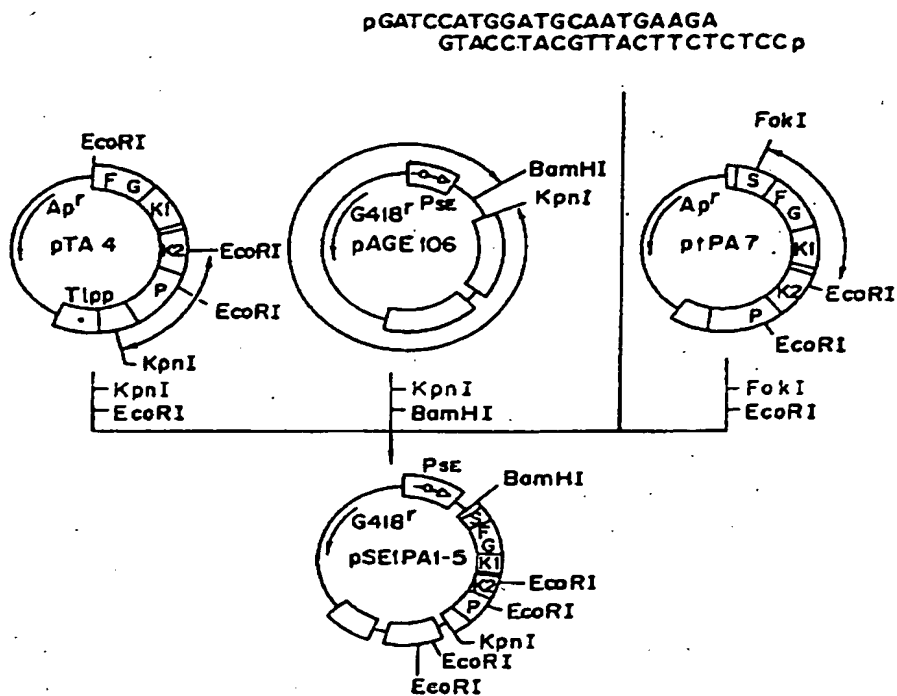 pGATCCATGGATGCAATGAAGA
GTACCTACGTTACTTCTCTCCp
EcoRI
F G
K1
Apr
pTA 4
K2
EcoRI
Tlpp
P
EcoRI
KpnI
KpnI
EcoRI
BamHI
KpnI
PSE
G418r
pAGE 106
KpnI
BamHI
FokI
S
F
G
Apr
K1
ptPA7
K2
EcoRI
P
EcoRI
FokI
EcoRI
PSE
BamHI
G418r
F
G
K1
pSE1PA1-5
K2
EcoRI
P
EcoRI
KpnI
EcoRI
EcoRI